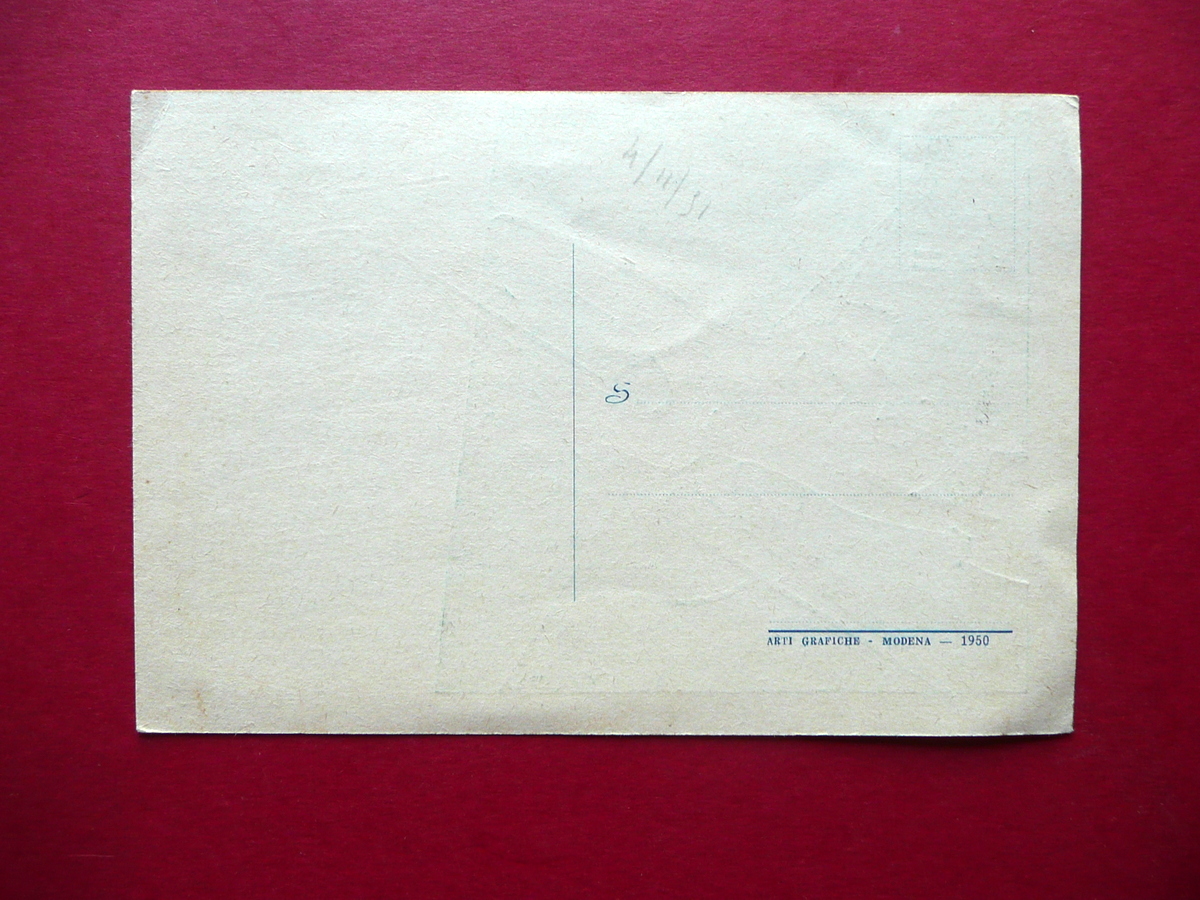 4/11/51
S
ARTI GRAFICHE - MODENA — 1950